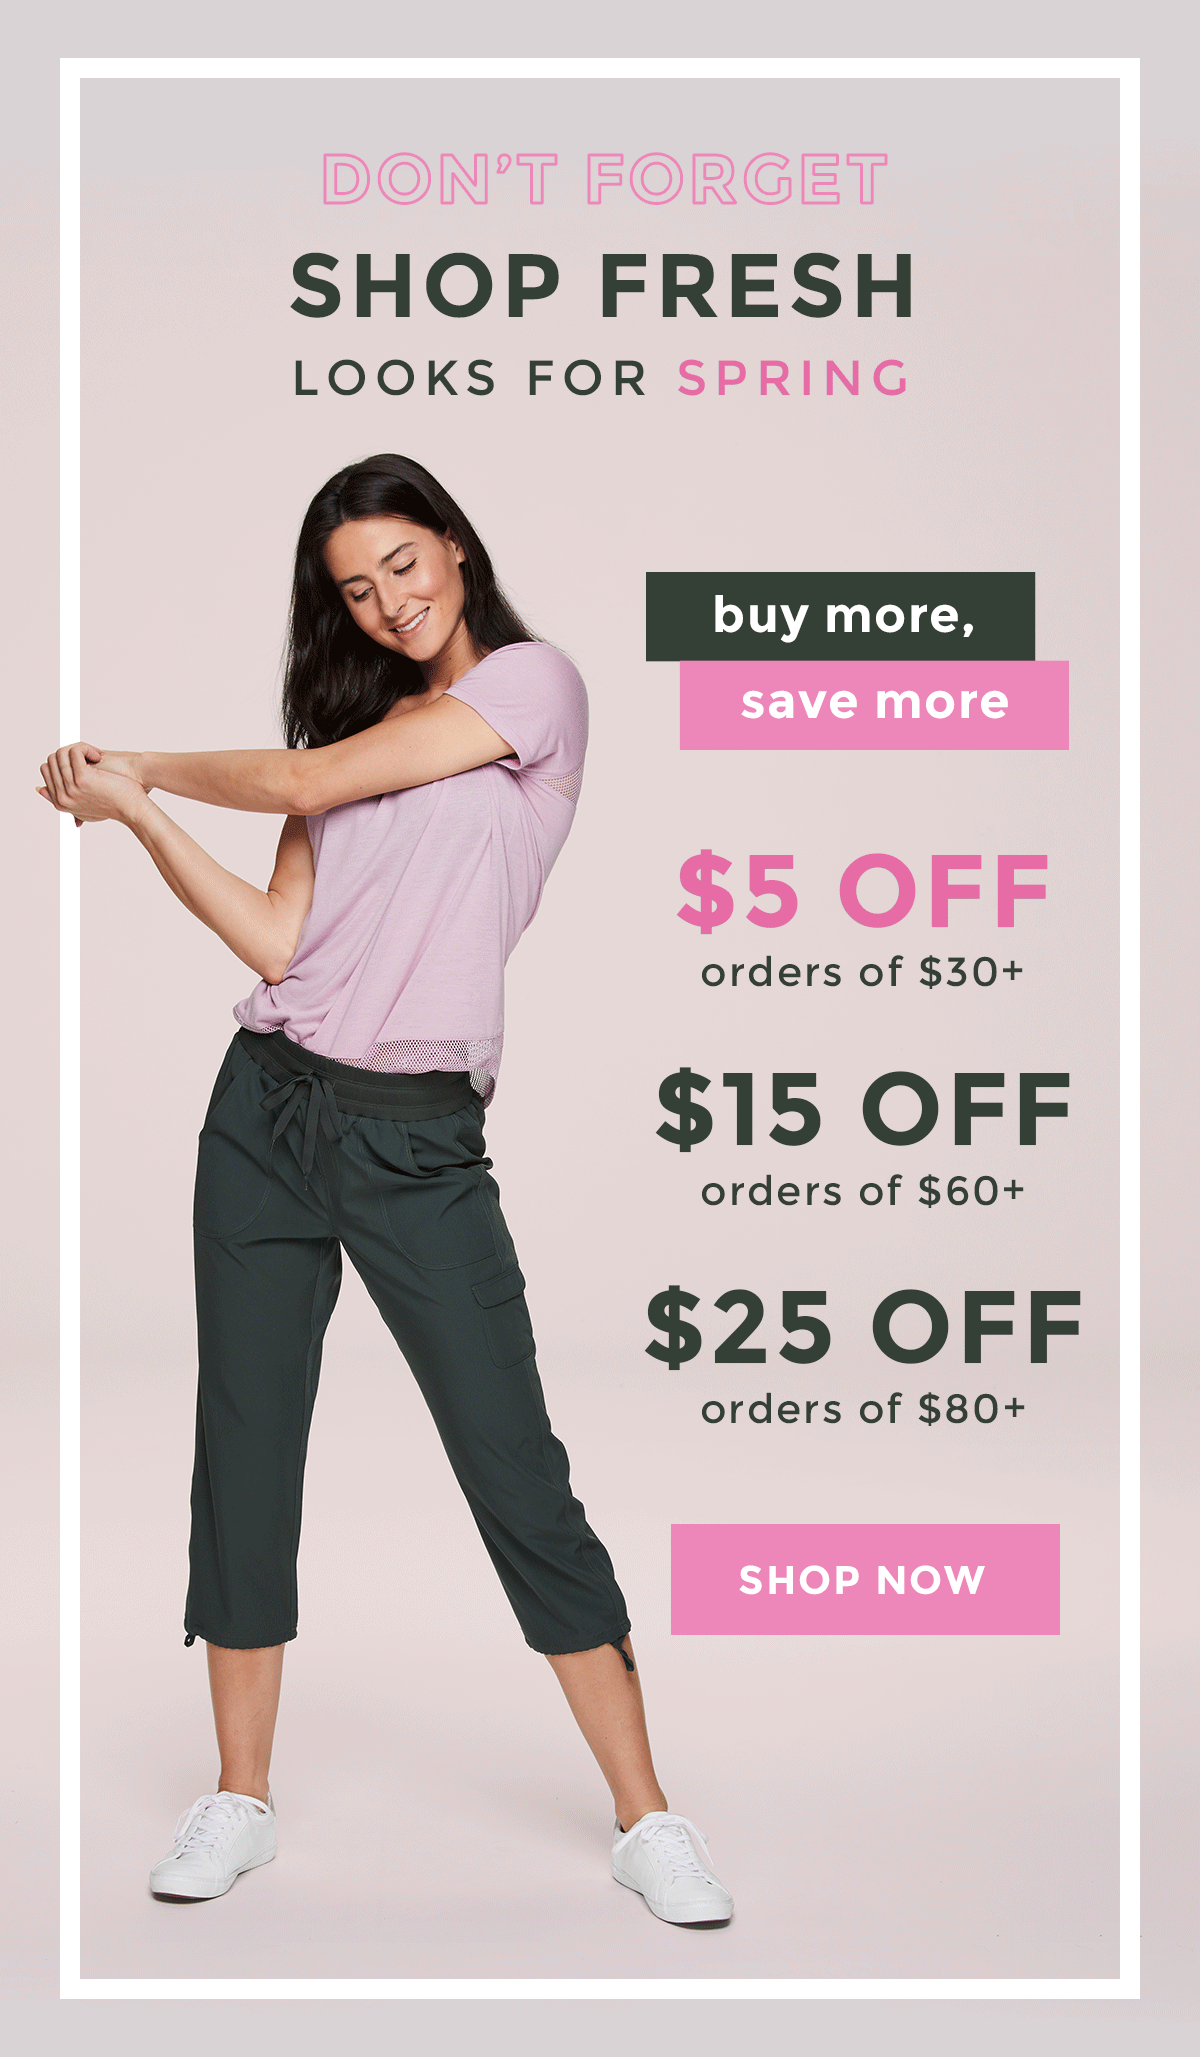 DON'T FORGET
SHOP FRESH
LOOKS FOR SPRING
buy more,
save more
$5 OFF
orders of $30+
$15 OFF
orders of $60+
$25 OFF
orders of $80+
SHOP NOW